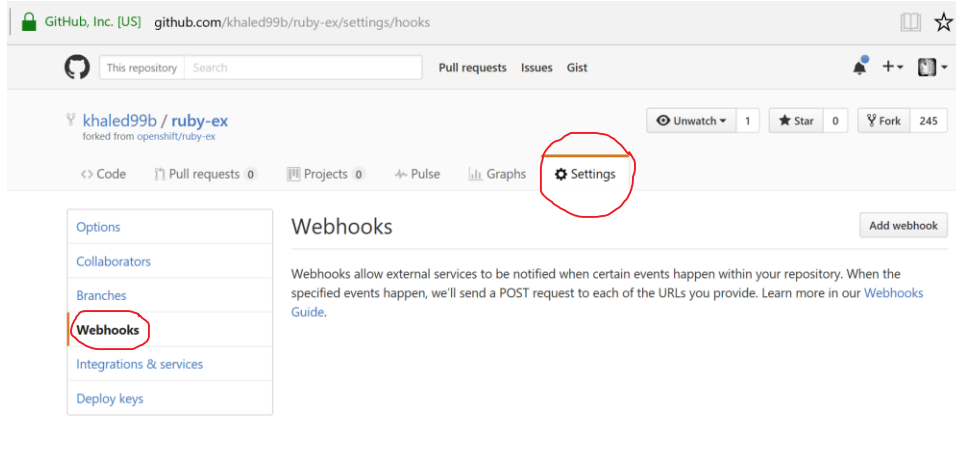 GitHub, Inc. [US] github.com/khaled99b/ruby-ex/settings/hooks
This repository Search Pull requests Issues Gist
khaled99b / ruby-ex Unwatch 1 Star 0 Fork 245
forked from openshift/ruby-ex
<> Code Pull requests 0 Projects 0 Pulse Graphs Settings
Options
Collaborators
Branches
Webhooks
Integrations & services
Deploy keys
Webhooks Add webhook
Webhooks allow external services to be notified when certain events happen within your repository. When the
specified events happen, we'll send a POST request to each of the URLs you provide. Learn more in our Webhooks
Guide.